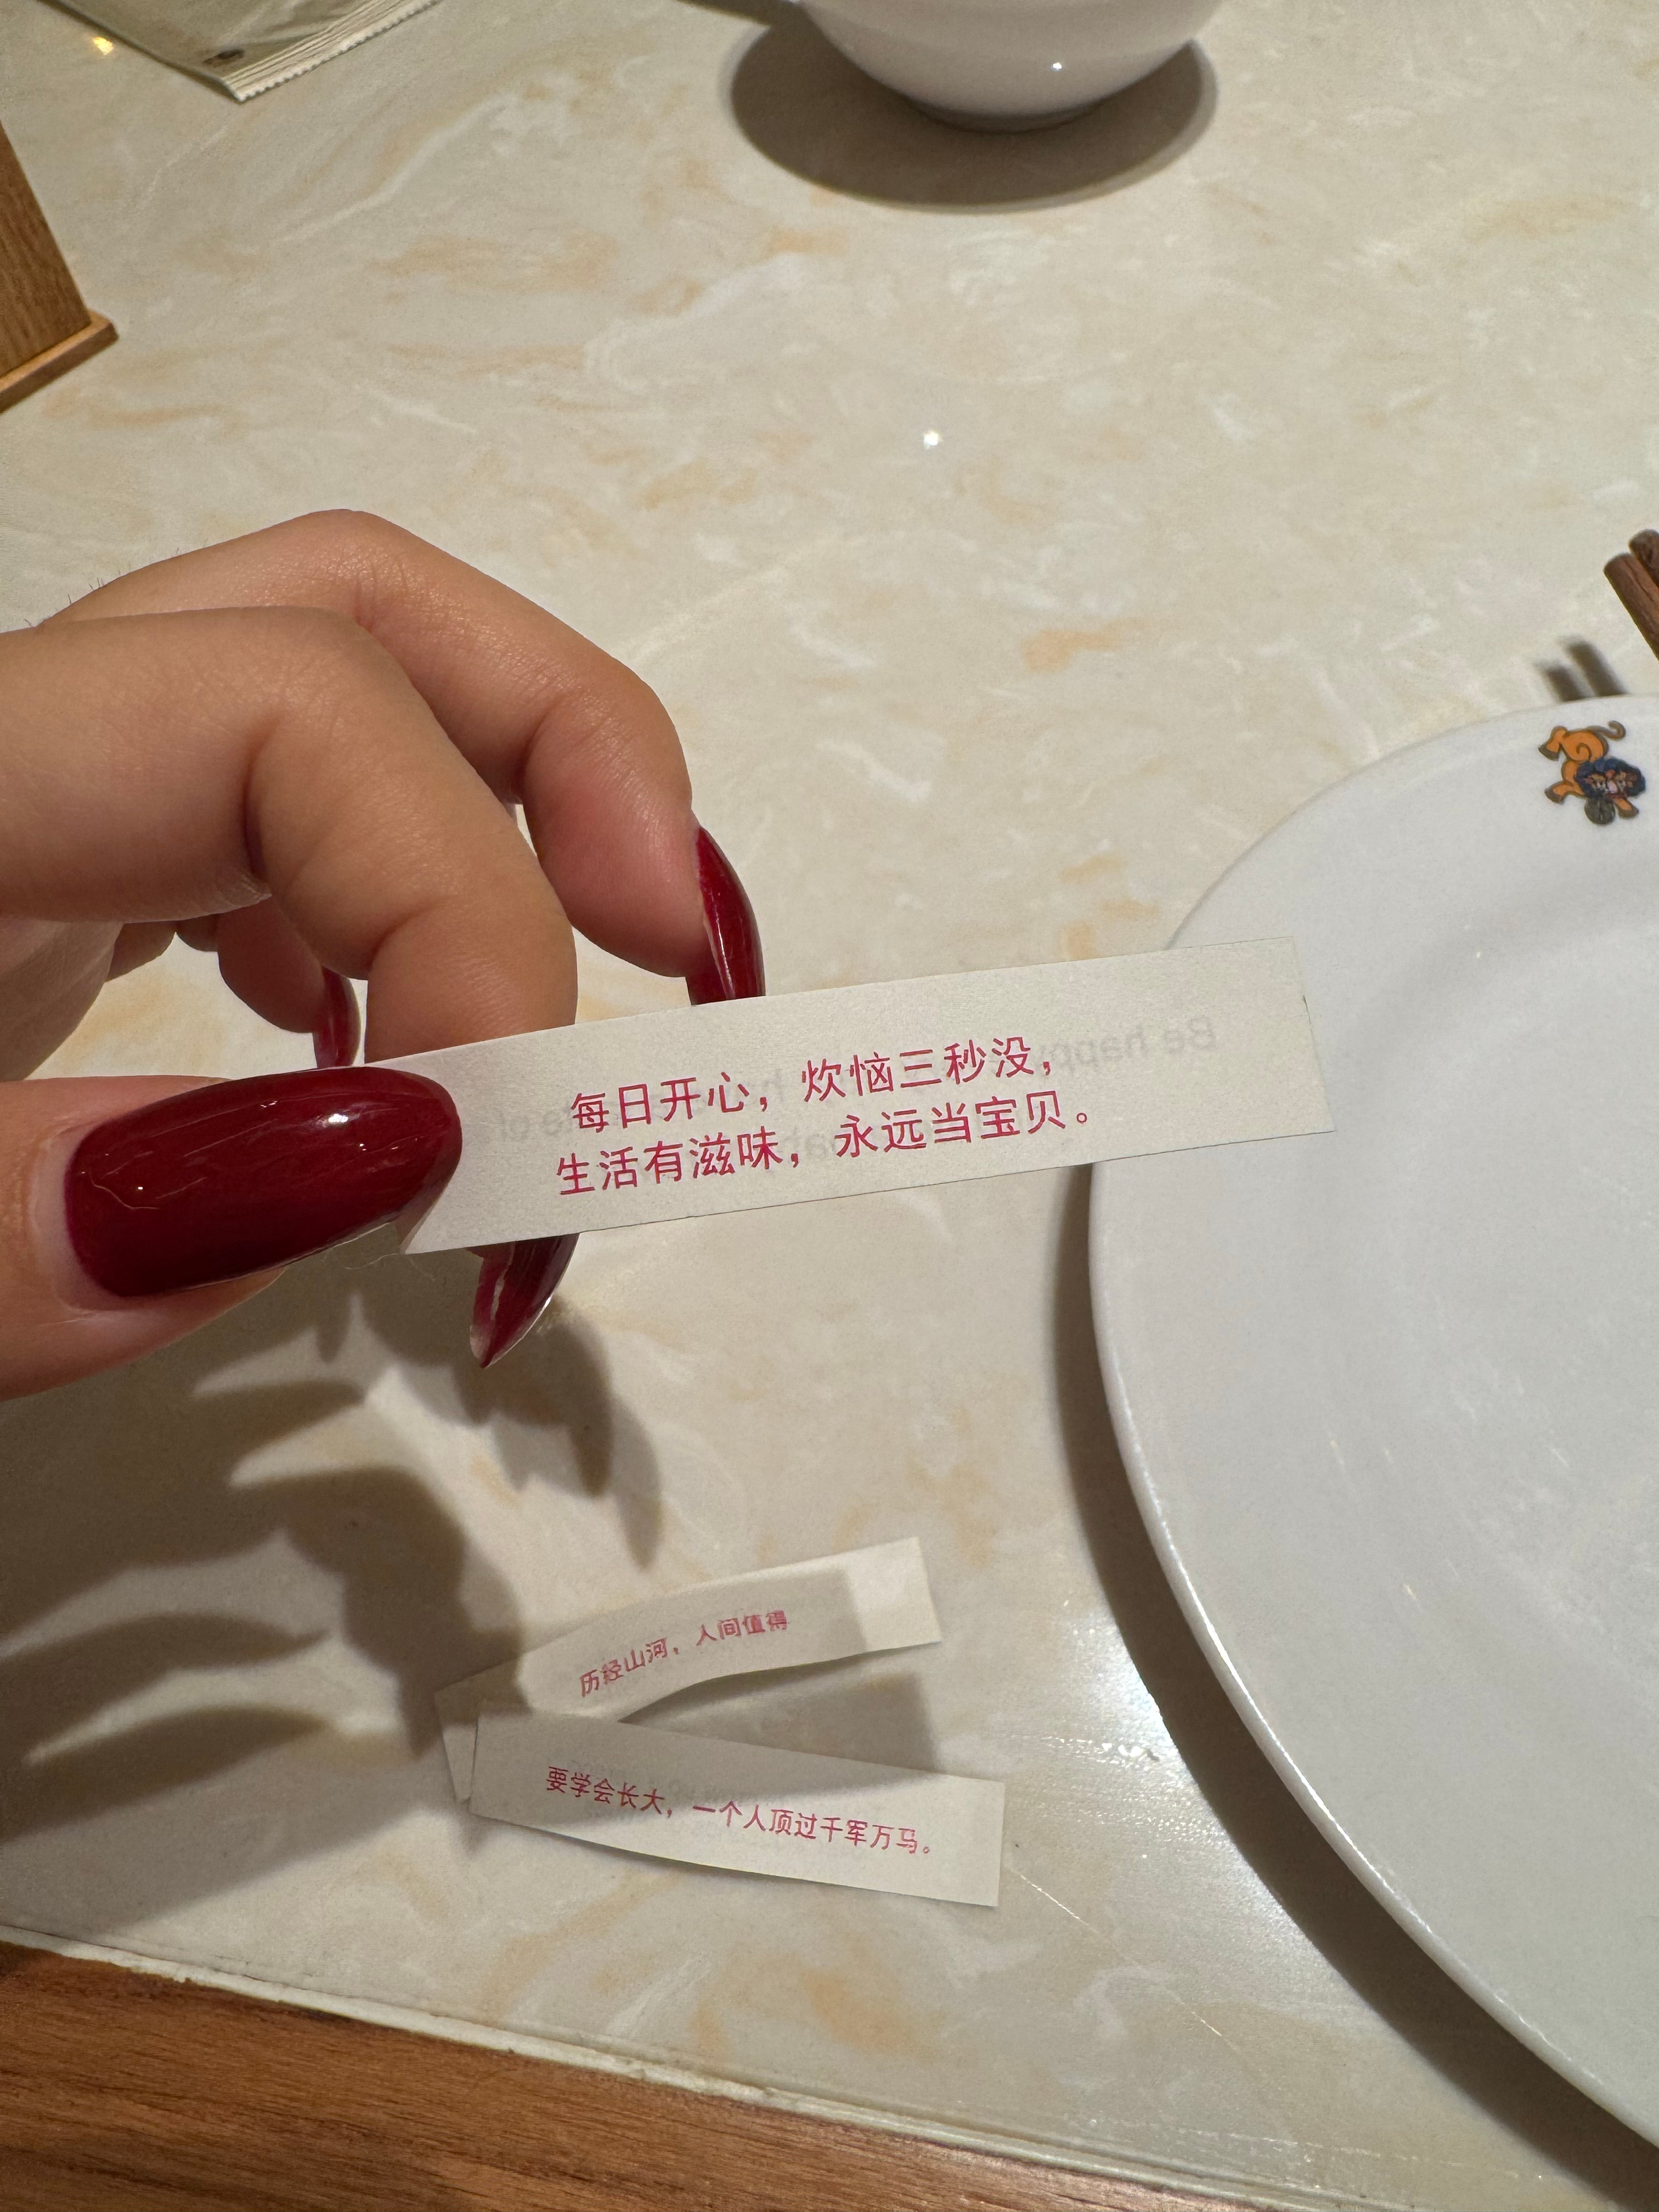 每日开心，炊恼三秒没，
生活有滋味，永远当宝贝。
历经山河，人间值得
要学会长大，一个人顶过千军万马。